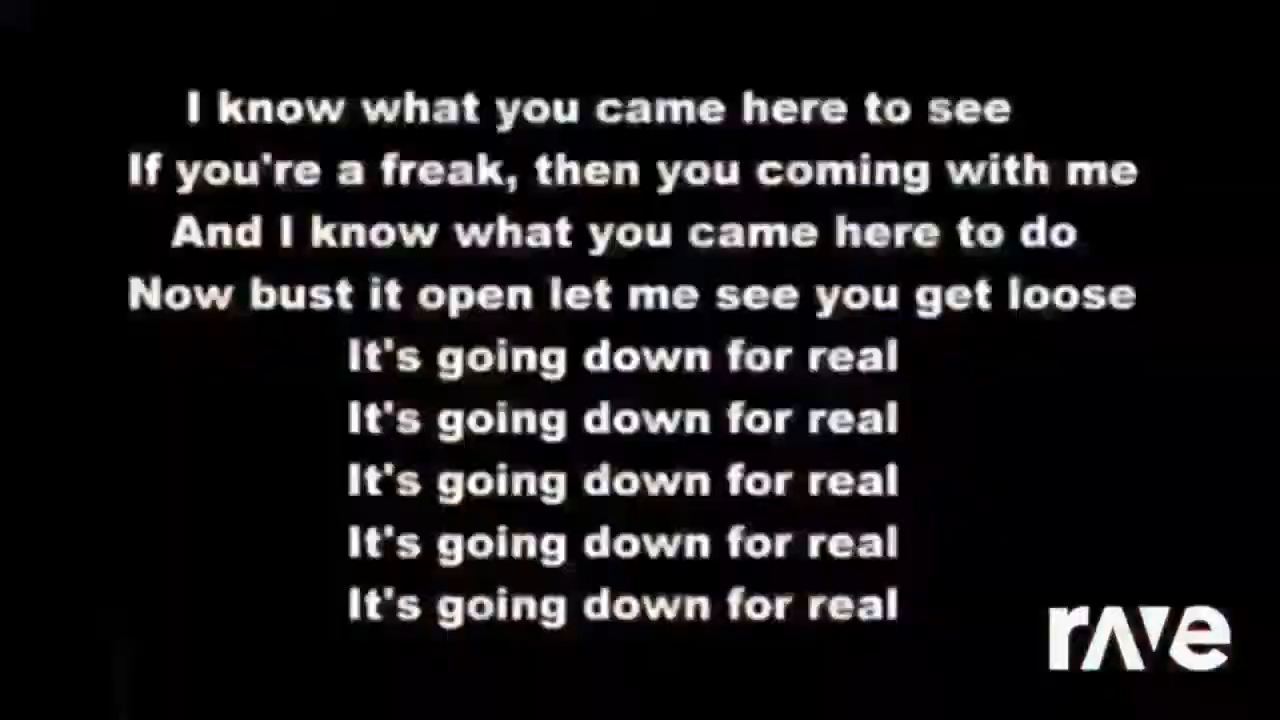 I know what you came here to see
If you're a freak, then you coming with me
And I know what you came here to do
Now bust it open let me see you get loose
It's going down for real
It's going down for real
It's going down for real
It's going down for real
It's going down for real
rave